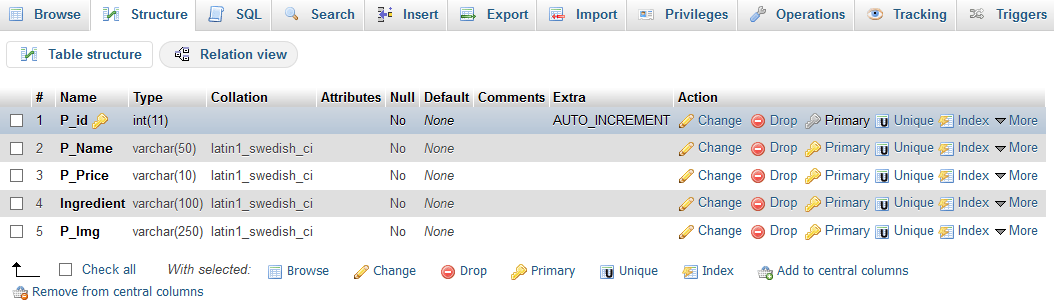 Browse Structure SQL Search Insert Export Import Privileges Operations Tracking Triggers
Table structure Relation view
# Name Type Collation Attributes Null Default Comments Extra Action
1 P_id int(11) No None AUTO_INCREMENT Change Drop Primary Unique Index More
2 P_Name varchar(50) latin1_swedish_ci No None Change Drop Primary Unique Index More
3 P_Price varchar(10) latin1_swedish_ci No None Change Drop Primary Unique Index More
4 Ingredient varchar(100) latin1_swedish_ci No None Change Drop Primary Unique Index More
5 P_Img varchar(250) latin1_swedish_ci No None Change Drop Primary Unique Index More
Check all With selected: Browse Change Drop Primary Unique Index Add to central columns
Remove from central columns